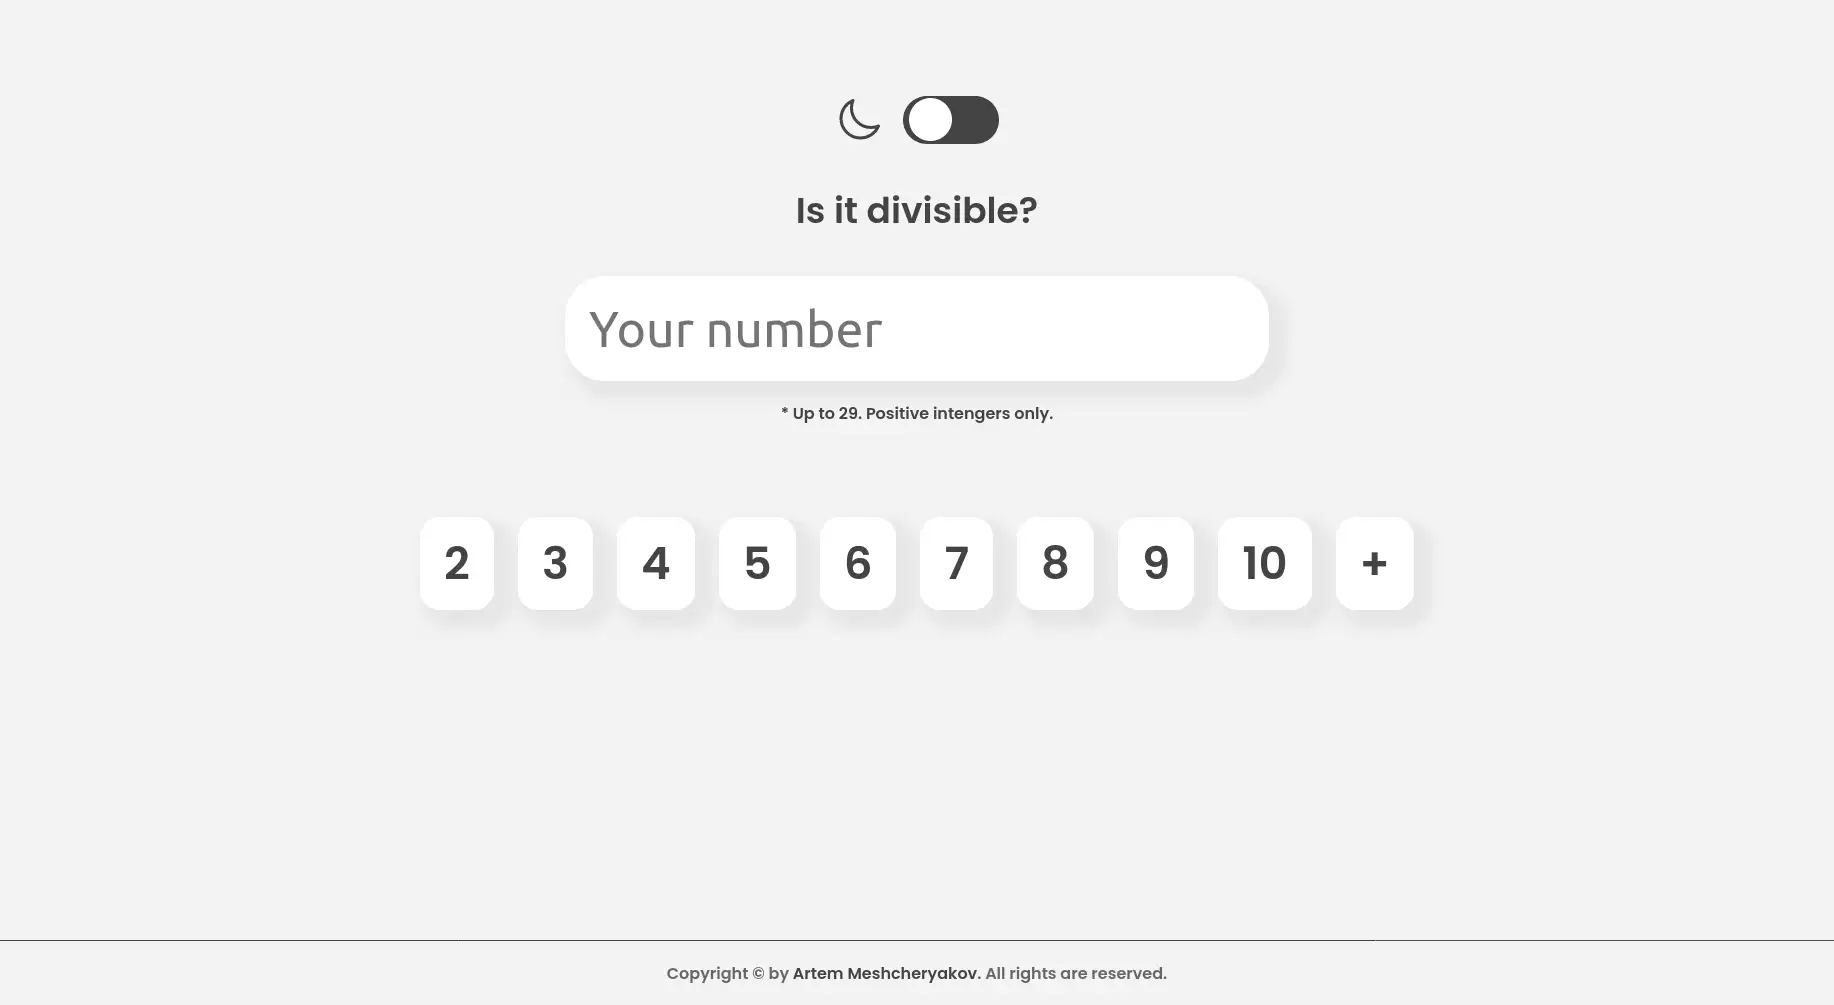 Is it divisible?
Your number
* Up to 29. Positive intengers only.
2 3 4 5 6 7 8 9 10 +
Copyright © by Artem Meshcheryakov. All rights are reserved.